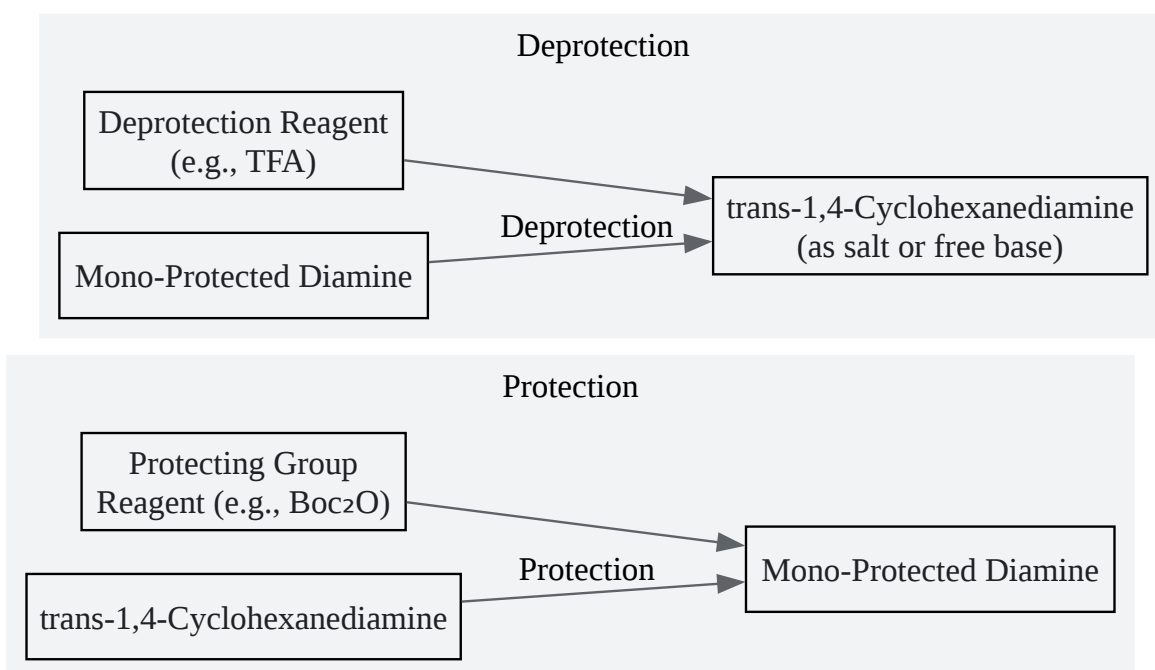 Deprotection
Deprotection Reagent
(e.g., TFA)
trans-1,4-Cyclohexanediamine
(as salt or free base)
Deprotection
Mono-Protected Diamine
Protection
Protecting Group
Reagent (e.g., Boc₂O)
Protection
Mono-Protected Diamine
trans-1,4-Cyclohexanediamine